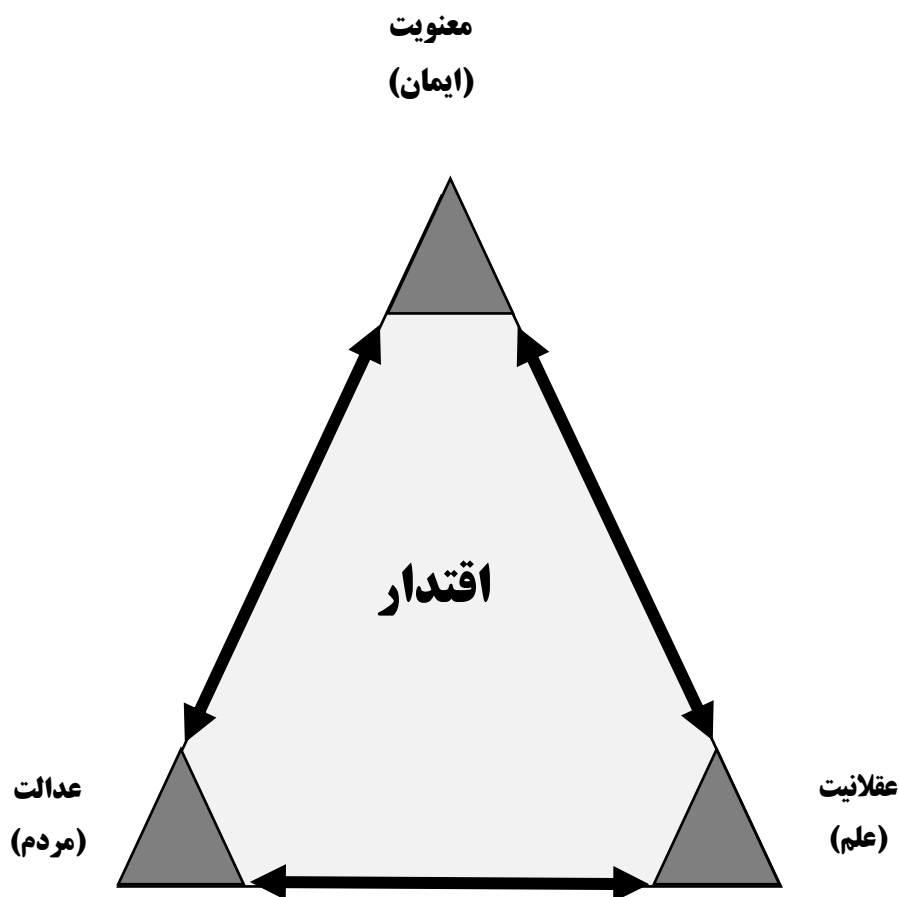 معنویت
(ایمان)
اقتدار
عقلانیت
(علم)
عدالت
(مردم)